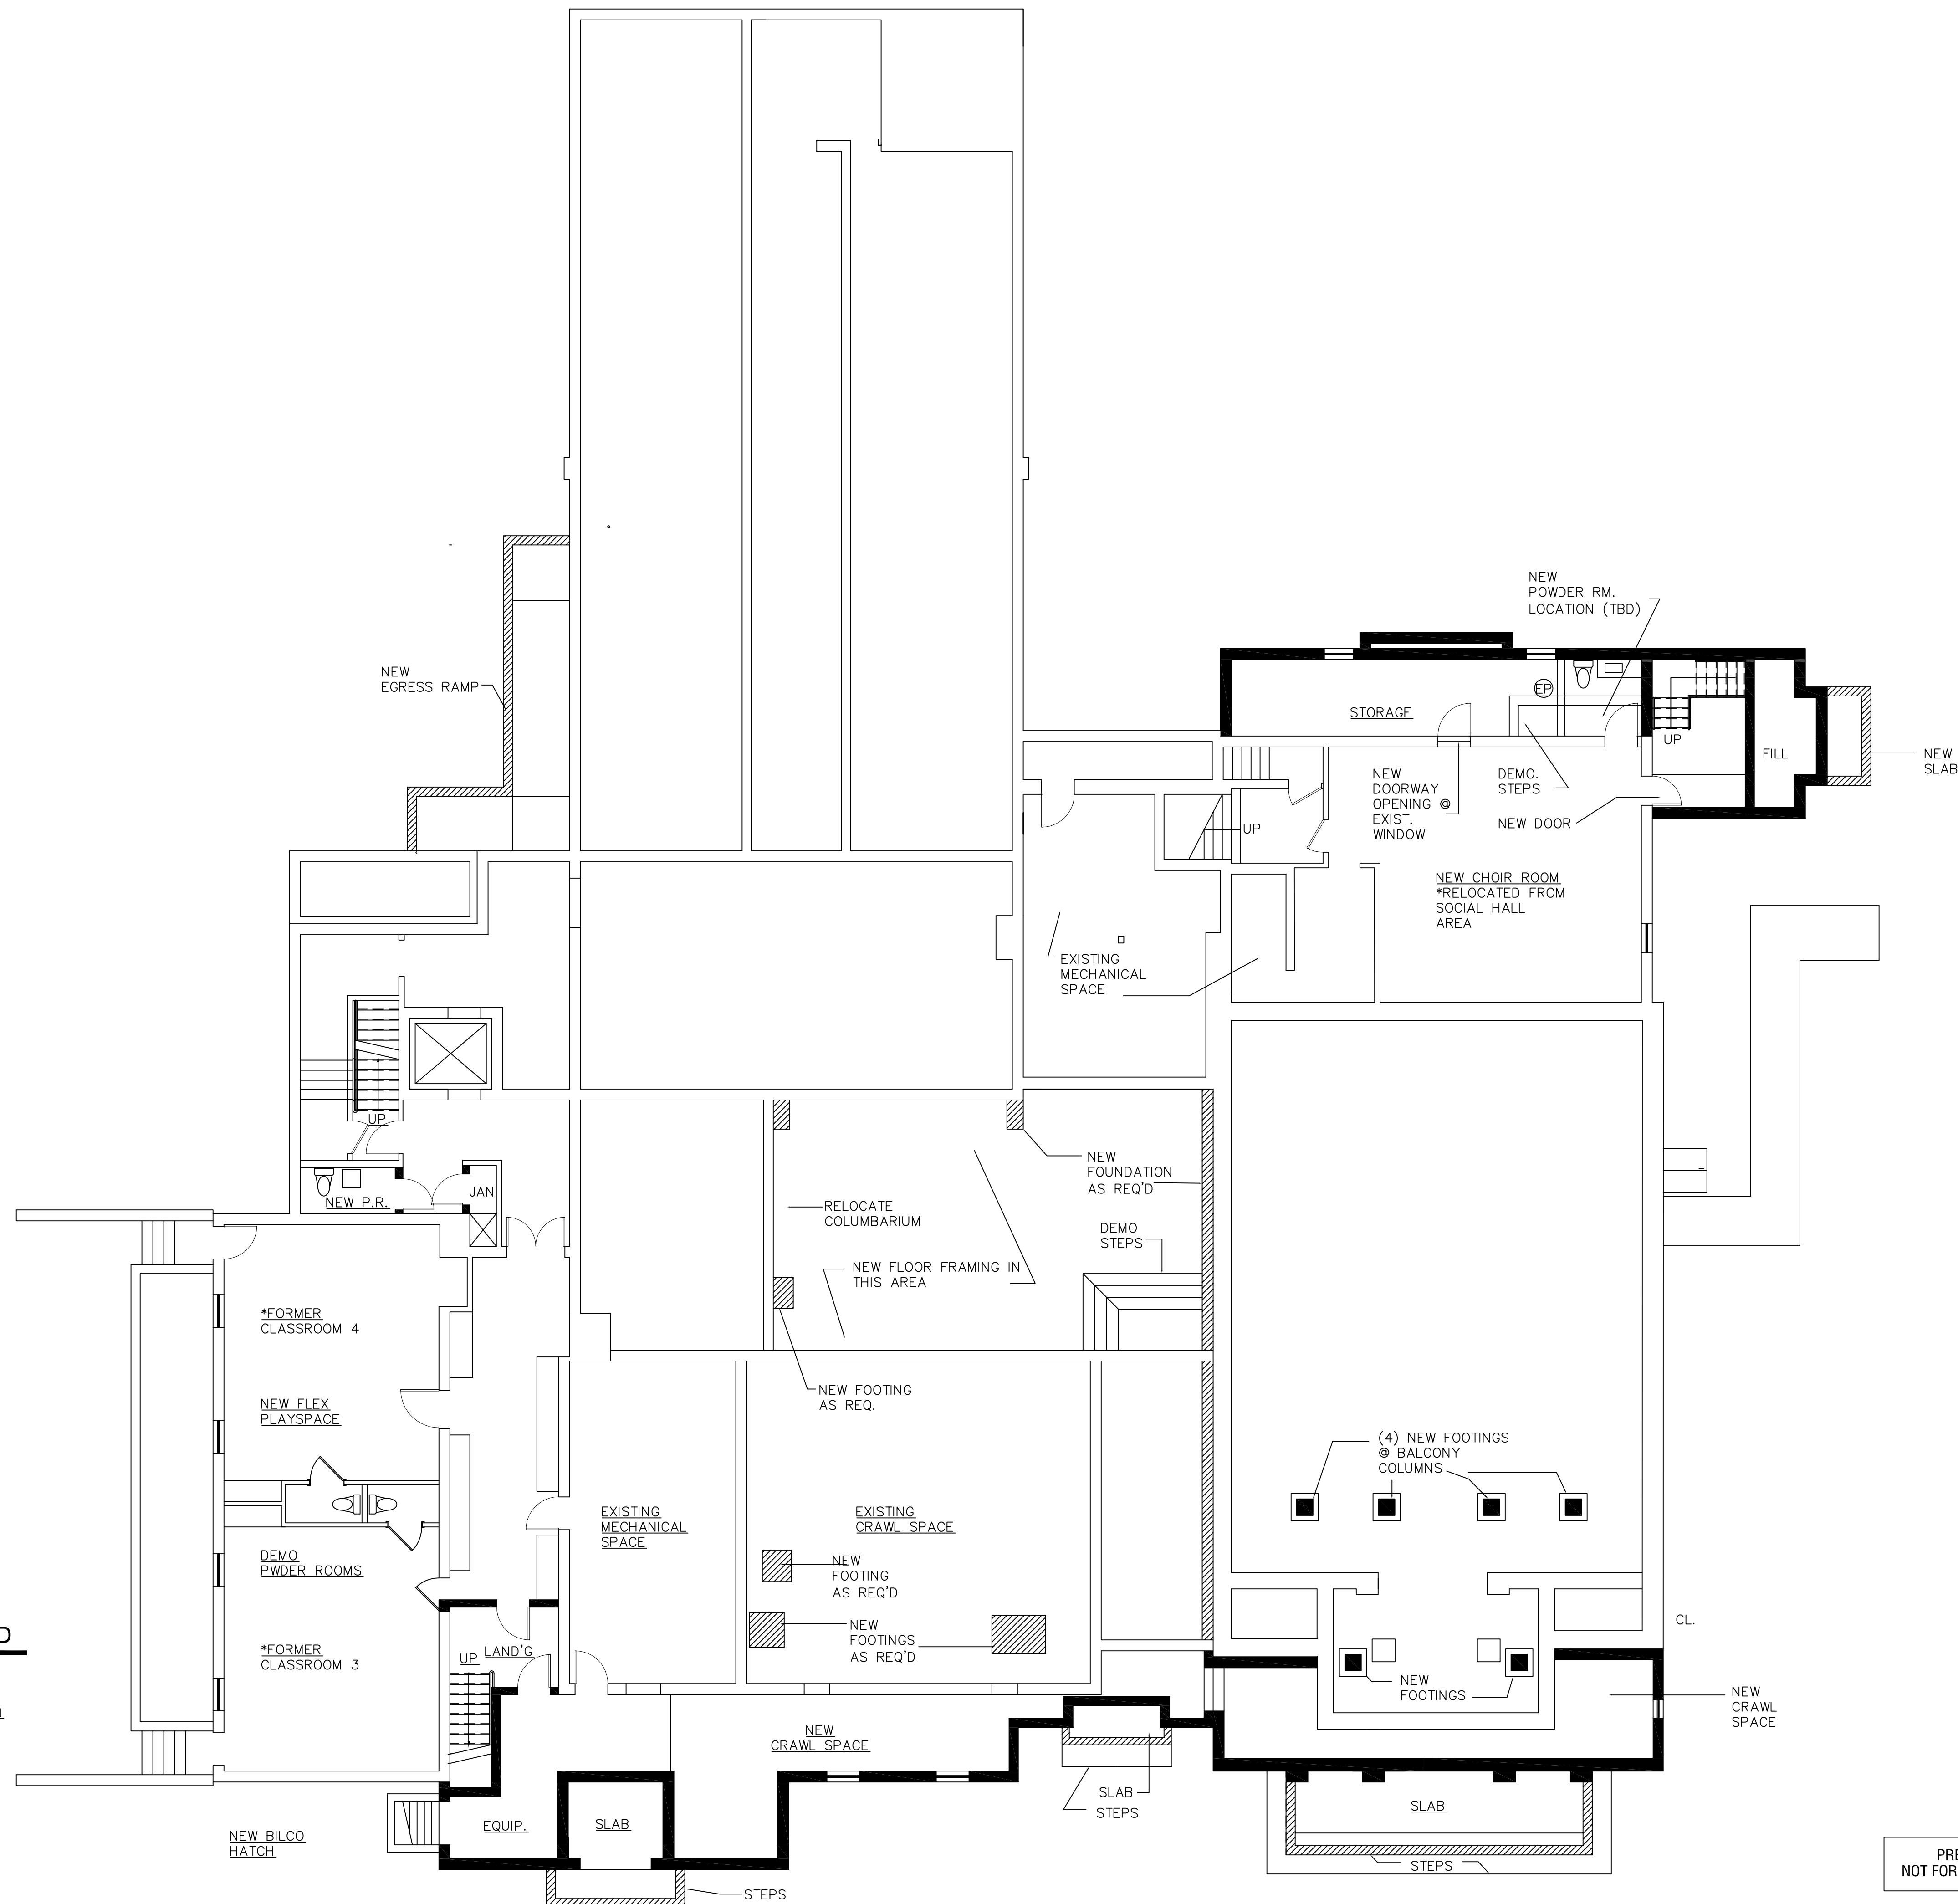 NEW
POWDER RM.
LOCATION (TBD)
NEW
EGRESS RAMP
EP
STORAGE
UP
FILL
NEW
SLAB
NEW
DOORWAY
OPENING @
EXIST.
WINDOW
DEMO.
STEPS
NEW DOOR
UP
NEW CHOIR ROOM
*RELOCATED FROM
SOCIAL HALL
AREA
EXISTING
MECHANICAL
SPACE
UP
NEW P.R.
JAN
NEW
FOUNDATION
AS REQ'D
RELOCATE
COLUMBARIUM
DEMO
STEPS
NEW FLOOR FRAMING IN
THIS AREA
*FORMER
CLASSROOM 4
NEW FLEX
PLAYSPACE
NEW FOOTING
AS REQ.
(4) NEW FOOTINGS
@ BALCONY
COLUMNS
EXISTING
MECHANICAL
SPACE
EXISTING
CRAWL SPACE
DEMO
PWDER ROOMS
NEW
FOOTING
AS REQ'D
NEW
FOOTINGS
AS REQ'D
CL.
*FORMER
CLASSROOM 3
UP
LAND'G
NEW
FOOTINGS
NEW
CRAWL
SPACE
NEW
CRAWL SPACE
SLAB
STEPS
SLAB
EQUIP.
SLAB
NEW BILCO
HATCH
STEPS
STEPS
PRE
NOT FOR